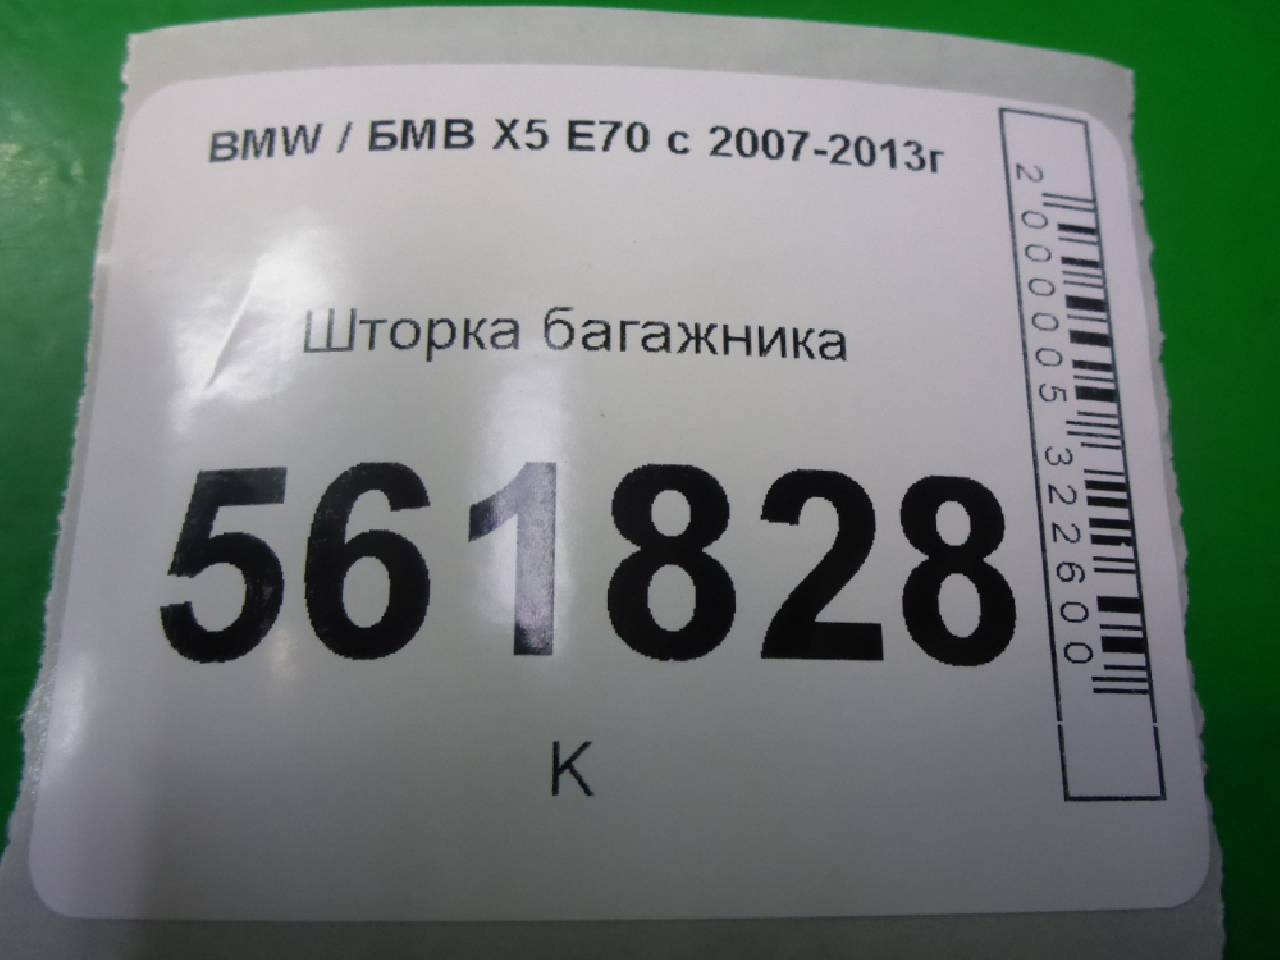 BMW / БМВ X5 E70 с 2007-2013г
Шторка багажника
561828
К
2000005322600